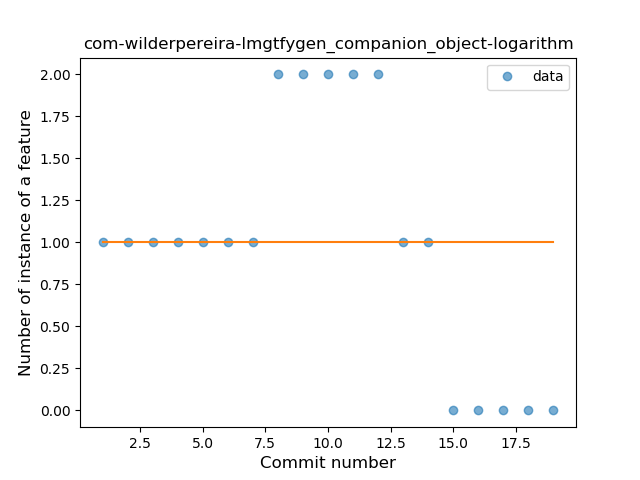 com-wilderpereira-lmgtfygen_companion_object-logarithm
data
Number of instance of a feature
2.00
1.75
1.50
1.25
1.00
0.75
0.50
0.25
0.00
2.5 5.0 7.5 10.0 12.5 15.0 17.5
Commit number